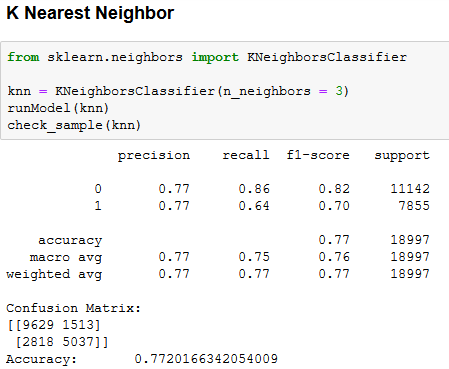 K Nearest Neighbor
from sklearn.neighbors import KNeighborsClassifier
knn = KNeighborsClassifier(n_neighbors = 3)
runModel(knn)
check_sample(knn)
precision recall f1-score support
0 0.77 0.86 0.82 11142
1 0.77 0.64 0.70 7855
accuracy 0.77 18997
macro avg 0.77 0.75 0.76 18997
weighted avg 0.77 0.77 0.77 18997
Confusion Matrix:
[[9629 1513]
[2818 5037]]
Accuracy: 0.7720166342054009